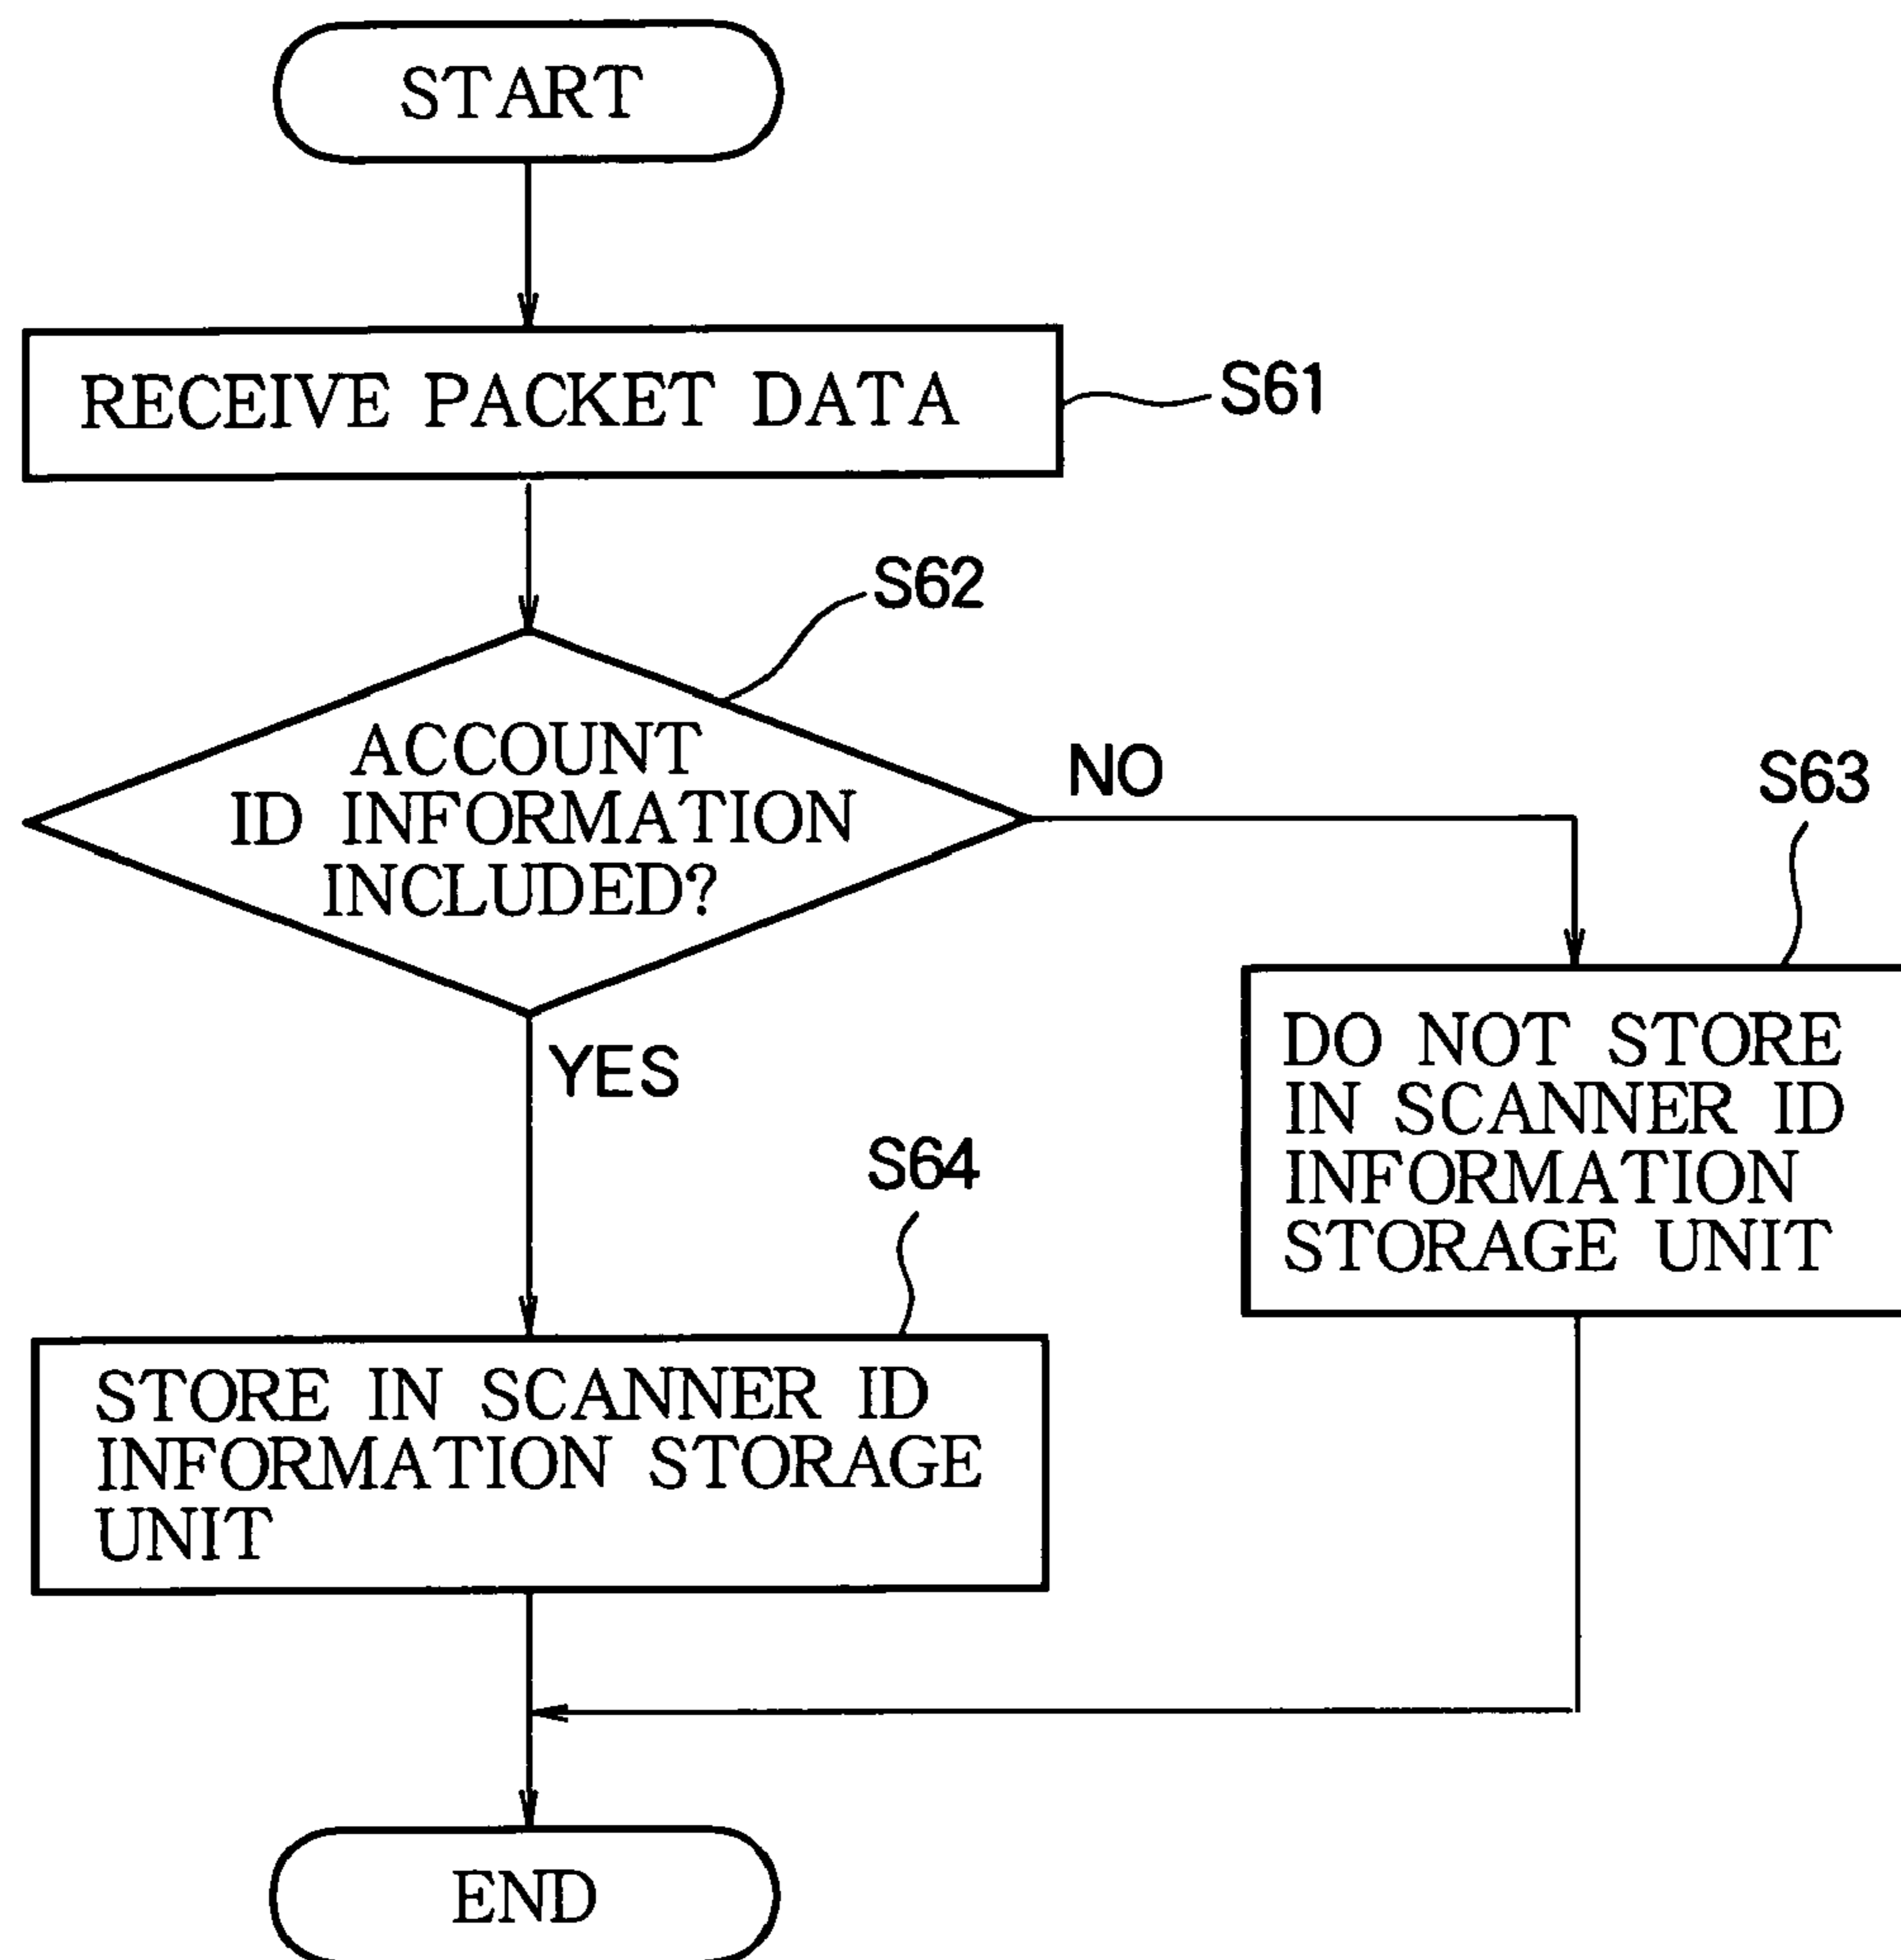 START
RECEIVE PACKET DATA
S61
S62
ACCOUNT
ID INFORMATION
INCLUDED?
NO
YES
S63
DO NOT STORE
IN SCANNER ID
INFORMATION
STORAGE UNIT
S64
STORE IN SCANNER ID
INFORMATION STORAGE
UNIT
END